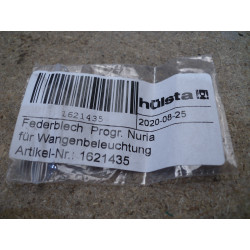 hülsta
1621435
2020-08-25
Federblech Progr. Nuria
für Wangenbeleuchtung
Artikel-Nr.: 1621435